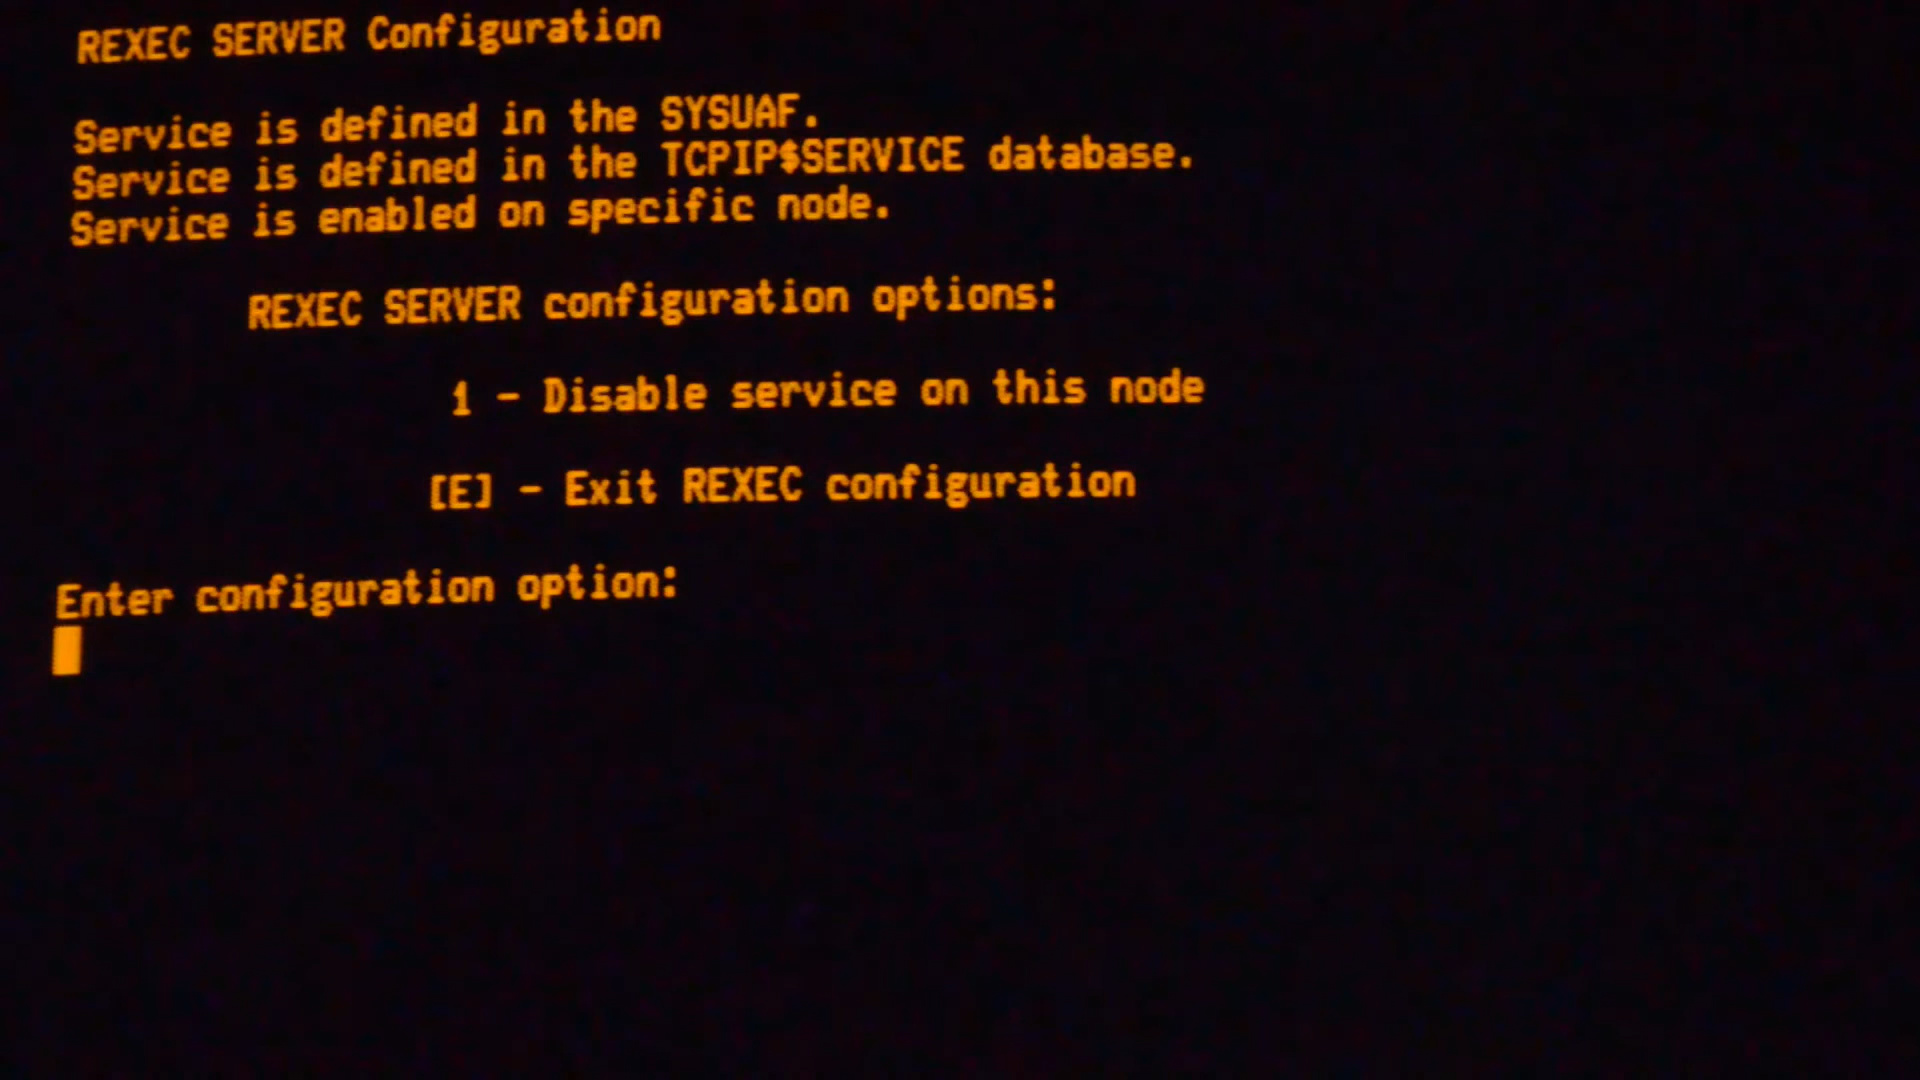 REXEC SERVER Configuration
Service is defined in the SYSUAF.
Service is defined in the TCPIP$SERVICE database.
Service is enabled on specific node.
REXEC SERVER configuration options:
1 - Disable service on this node
[E] - Exit REXEC configuration
Enter configuration option: